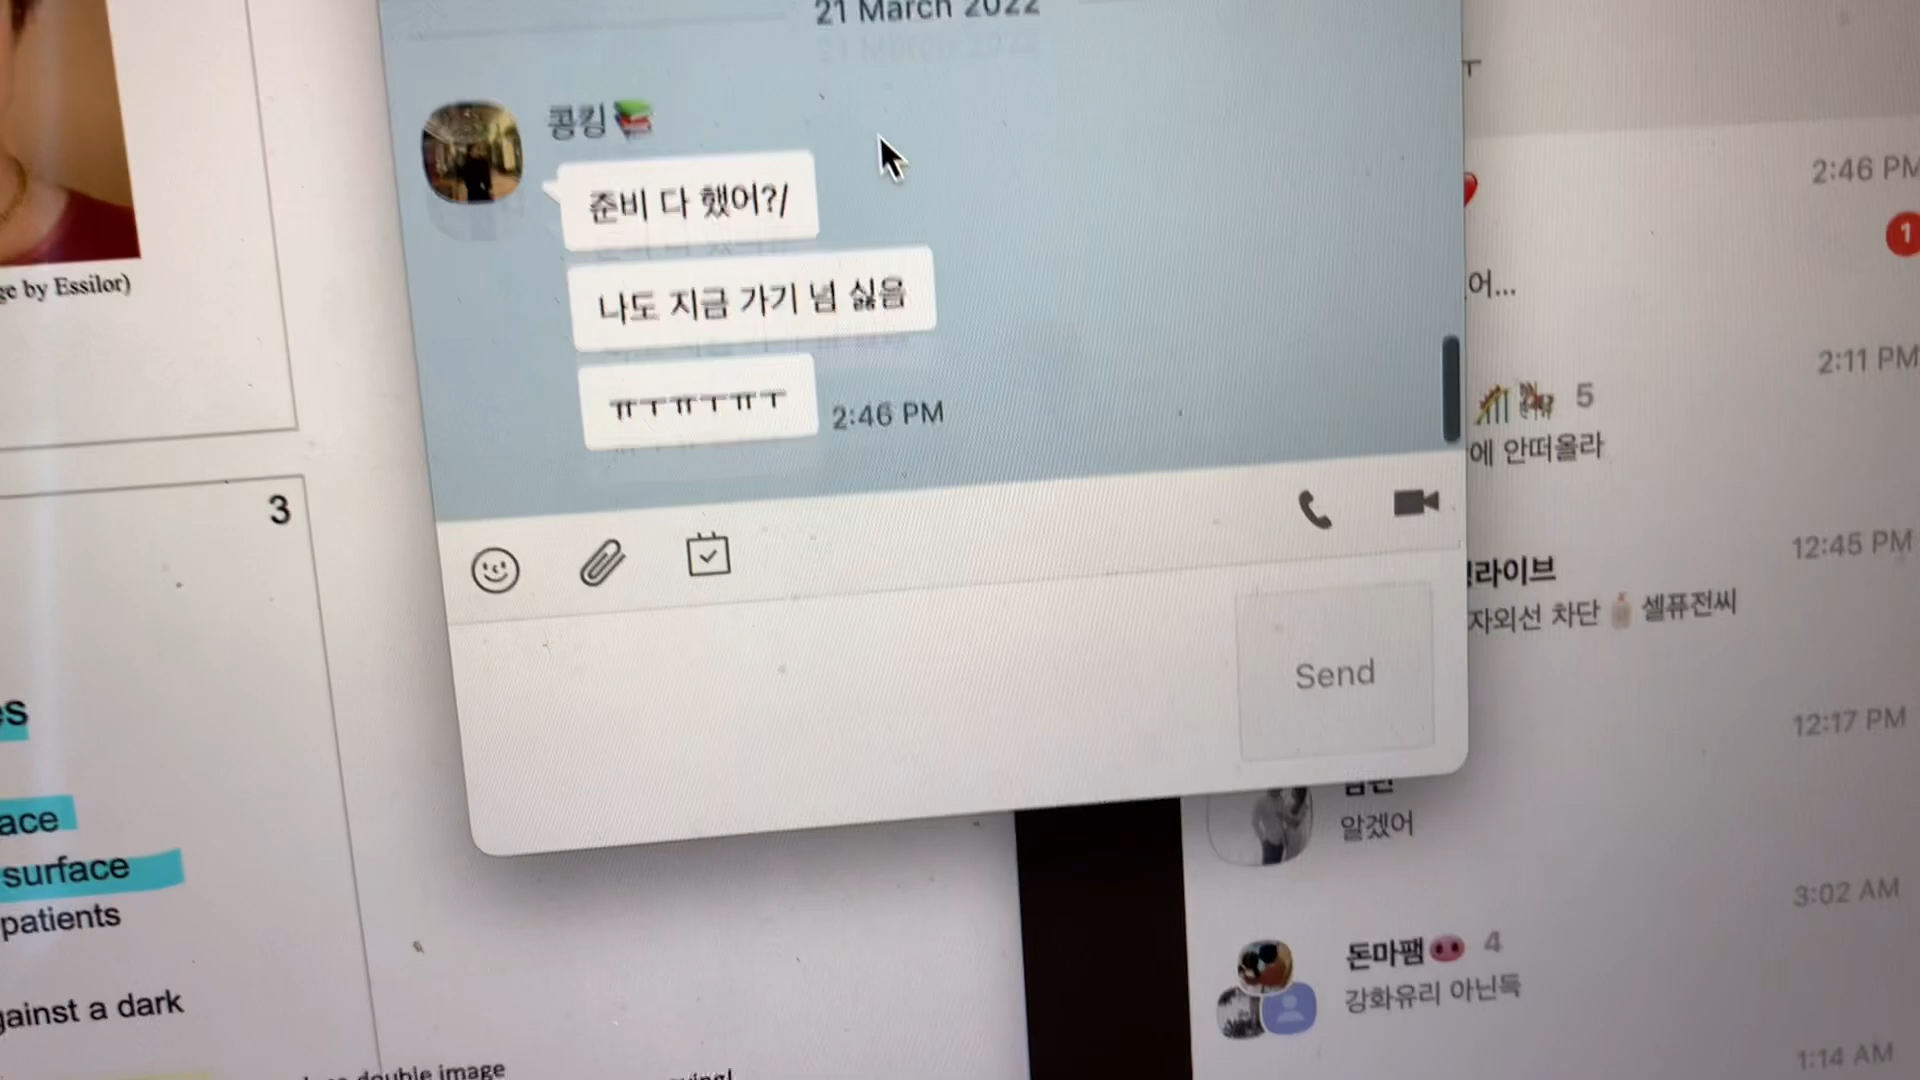 21 March 2022
콩킹
준비 다 했어?/
나도 지금 가기 넘 싫음
ㅠㅜㅠㅜㅠㅜ
2:46 PM
Send
by Essilor)
3
surface
patients
a dark
double image
ㅜ
2:46 PM
1
어...
2:11 PM
5
에 안떠올라
12:45 PM
라이브
자외선 차단 셀퓨전씨
12:17 PM
알겠어
3:02 AM
돈마팸 4
강화유리 아닌득
1:14 AM